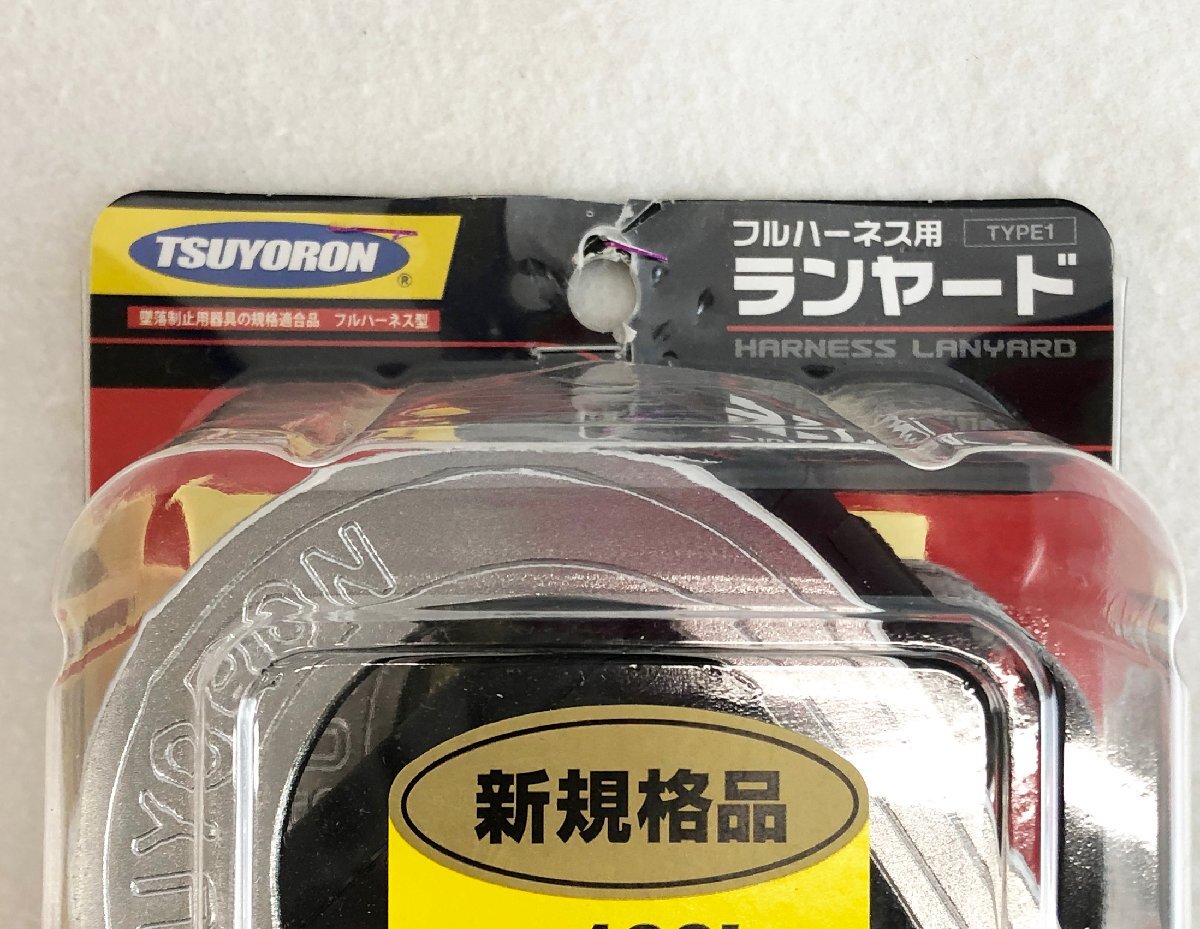 TSUYORON
®
墜落制止用器具の規格適合品 フルハーネス型
フルハーネス用 TYPE1
ランヤード
HARNESS LANYARD
TSUYORON
新規格品